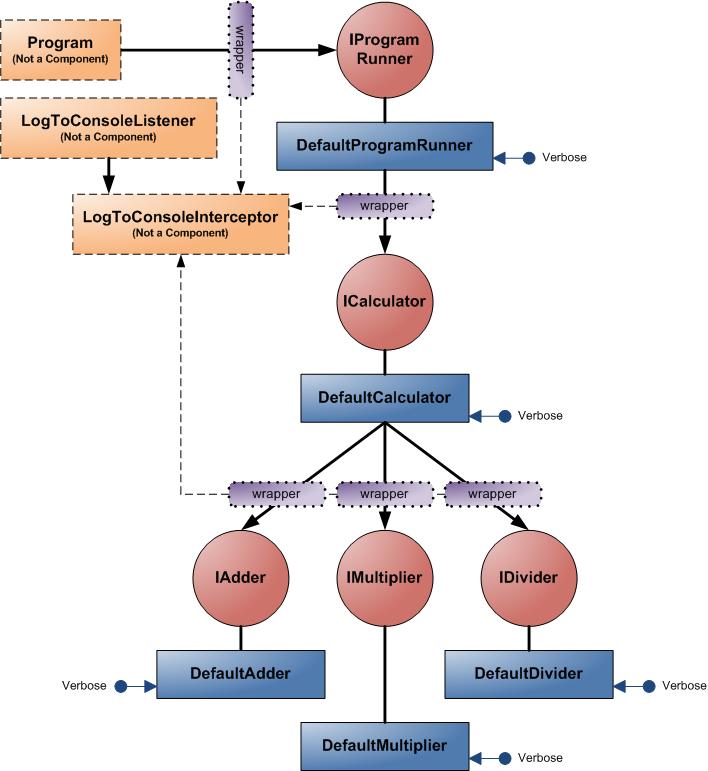 Program
(Not a Component)
wrapper
IProgram
Runner
LogToConsoleListener
(Not a Component)
DefaultProgramRunner
Verbose
LogToConsoleInterceptor
(Not a Component)
wrapper
ICalculator
DefaultCalculator
Verbose
wrapper
wrapper
wrapper
IAdder
IMultiplier
IDivider
Verbose
DefaultAdder
DefaultDivider
Verbose
DefaultMultiplier
Verbose